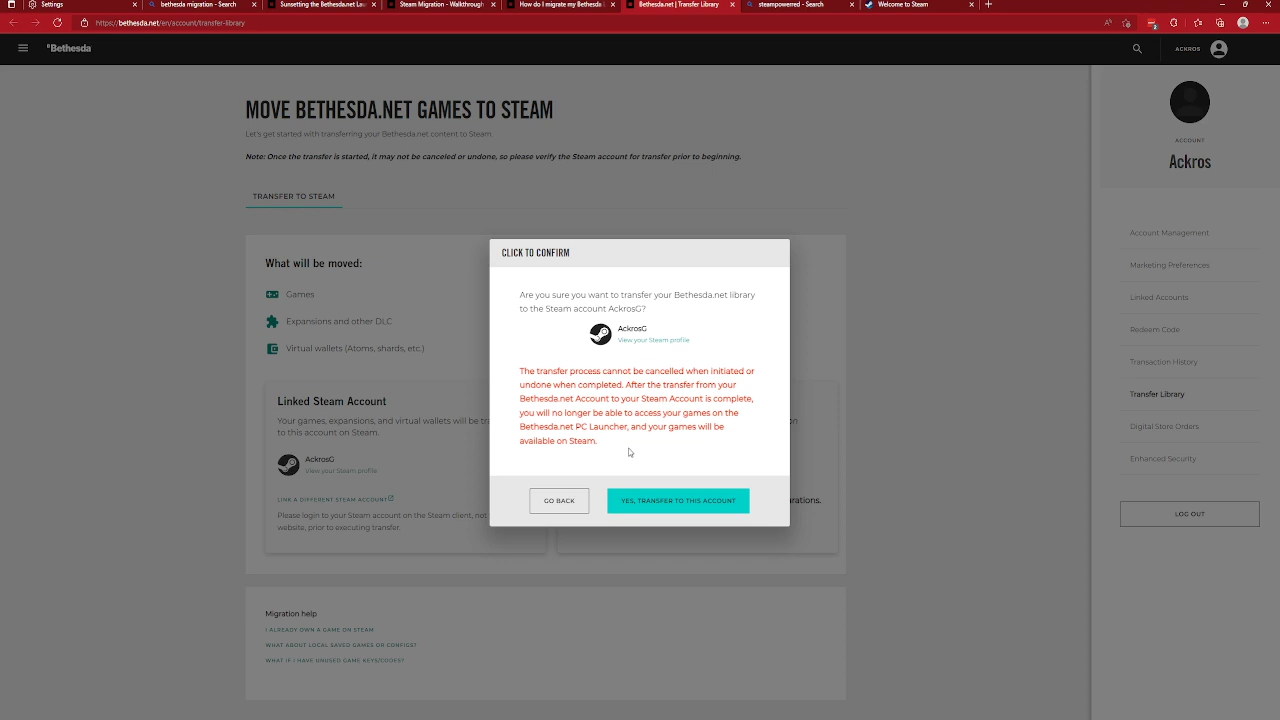 Settings
bethesda migration - Search
Sunsetting the Bethesda.net Lau
Steam Migration - Walkthrough
How do I migrate my Bethesda
Bethesda.net | Transfer Library
steampowrred - Search
Welcome to Steam
https://bethesda.net/en/account/transfer-library
Bethesda
ACKROS
MOVE BETHESDA.NET GAMES TO STEAM
Let's get started with transferring your Bethesda.net content to Steam.
Note: Once the transfer is started, it may not be canceled or undone, so please verify the Steam account for transfer prior to beginning.
TRANSFER TO STEAM
What will be moved:
Games
Expansions and other DLC
Virtual wallets (Atoms, shards, etc.)
Linked Steam Account
Your games, expansions, and virtual wallets will be
to this account on Steam.
AckrosG
View your Steam profile
LINK A DIFFERENT STEAM ACCOUNT
Please login to your Steam account on the Steam client, not
website, prior to executing transfer.
CLICK TO CONFIRM
Are you sure you want to transfer your Bethesda.net library
to the Steam account AckrosG?
AckrosG
View your Steam profile
The transfer process cannot be cancelled when initiated or
undone when completed. After the transfer from your
Bethesda.net Account to your Steam Account is complete,
you will no longer be able to access your games on the
Bethesda.net PC Launcher, and your games will be
available on Steam.
GO BACK
YES, TRANSFER TO THIS ACCOUNT
Migration help
I ALREADY OWN A GAME ON STEAM
WHAT ABOUT LOCAL SAVED GAMES OR CONFIGS?
WHAT IF I HAVE UNUSED GAME KEYS/CODES?
ACCOUNT
Ackros
Account Management
Marketing Preferences
Linked Accounts
Redeem Code
Transaction History
Transfer Library
Digital Store Orders
Enhanced Security
LOG OUT